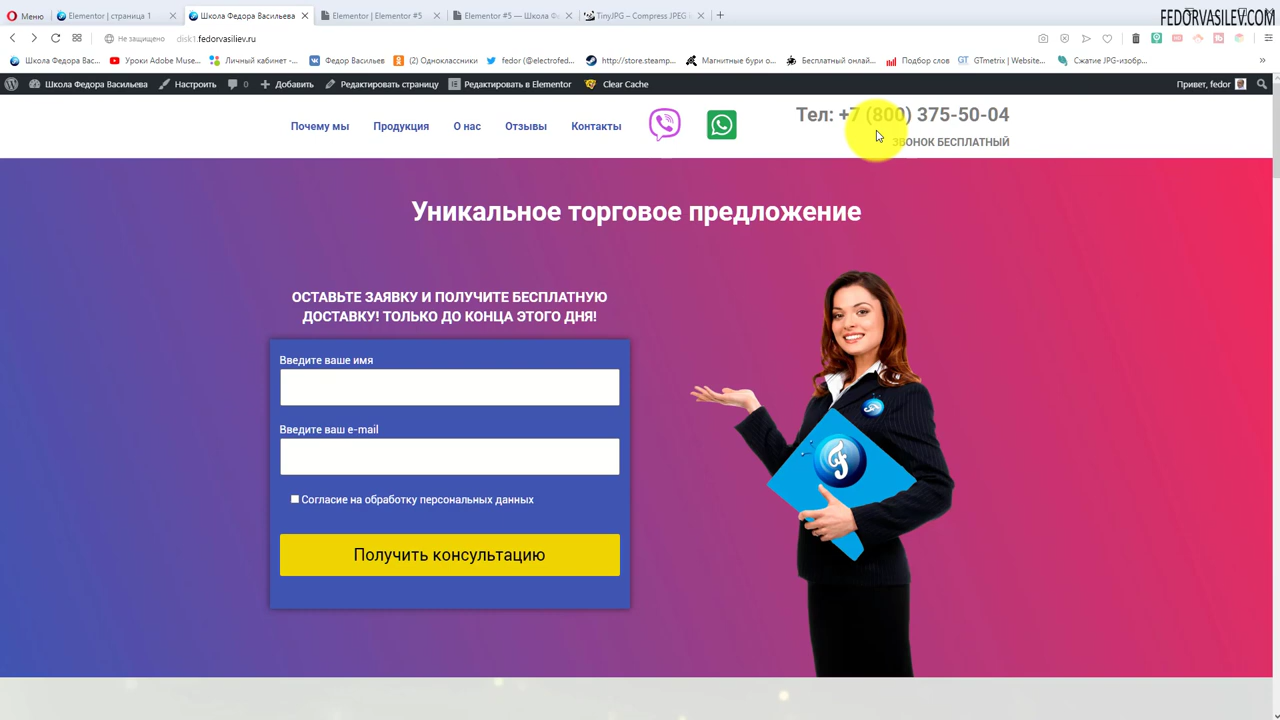 Меню
Elementor | страница 1
Школа Федора Васильева
Elementor | Elementor #5
Elementor #5 — Школа Ф
TinyJPG – Compress JPEG
FEDORVASILEV.COM
Не защищено
disk1.fedorvasiliev.ru
Школа Федора Вас...
Уроки Adobe Muse...
Личный кабинет -...
Федор Васильев
(2) Одноклассники
fedor (@electrofed...
http://store.steamp...
Магнитные бури о...
Бесплатный онлай...
Подбор слов
GTmetrix | Website...
Сжатие JPG-изобр...
Школа Федора Васильева
Настроить
0
Добавить
Редактировать страницу
Редактировать в Elementor
Clear Cache
Привет, fedor
Почему мы
Продукция
О нас
Отзывы
Контакты
Тел: +7 (800) 375-50-04
ЗВОНОК БЕСПЛАТНЫЙ
Уникальное торговое предложение
ОСТАВЬТЕ ЗАЯВКУ И ПОЛУЧИТЕ БЕСПЛАТНУЮ
ДОСТАВКУ! ТОЛЬКО ДО КОНЦА ЭТОГО ДНЯ!
Введите ваше имя
Введите ваш e-mail
Согласие на обработку персональных данных
Получить консультацию